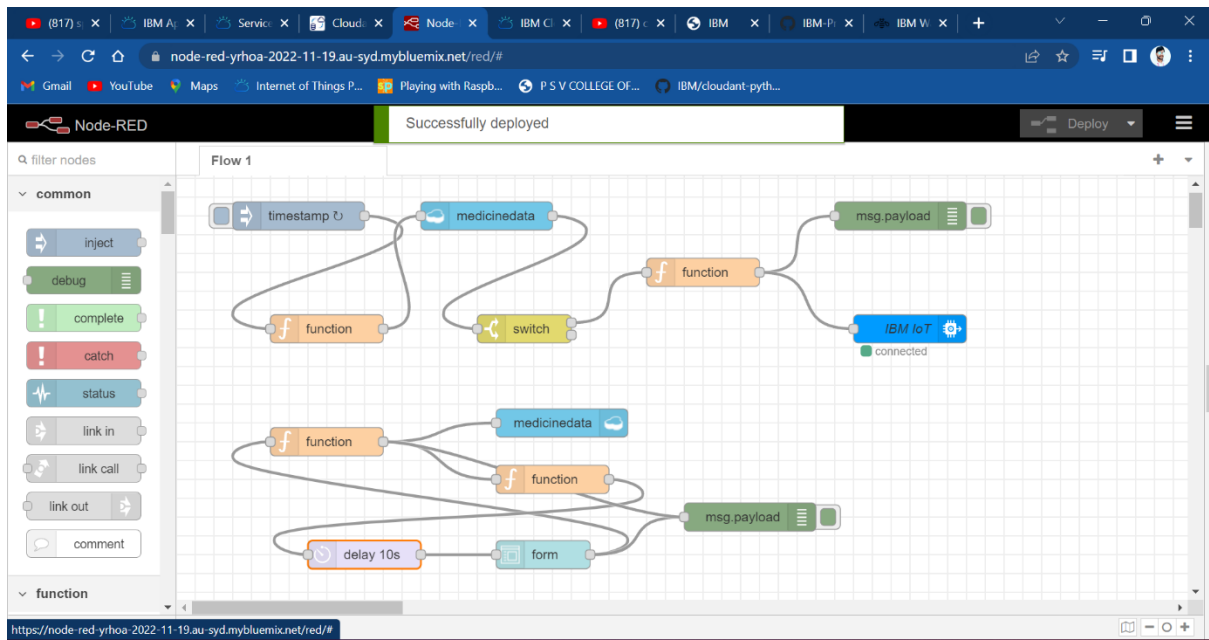 (817) s
IBM Ap
Service
Clouda
Node-
IBM Cl
(817) c
IBM
IBM-Pr
IBM W
node-red-yrhoa-2022-11-19.au-syd.mybluemix.net/red/#
Gmail
YouTube
Maps
Internet of Things P...
Playing with Raspb...
P S V COLLEGE OF...
IBM/cloudant-pyth...
Node-RED
Successfully deployed
Deploy
filter nodes
Flow 1
common
inject
debug
complete
catch
status
link in
link call
link out
comment
function
timestamp ↻
medicinedata
msg.payload
function
function
switch
IBM IoT
connected
medicinedata
function
function
msg.payload
delay 10s
form
https://node-red-yrhoa-2022-11-19.au-syd.mybluemix.net/red/#